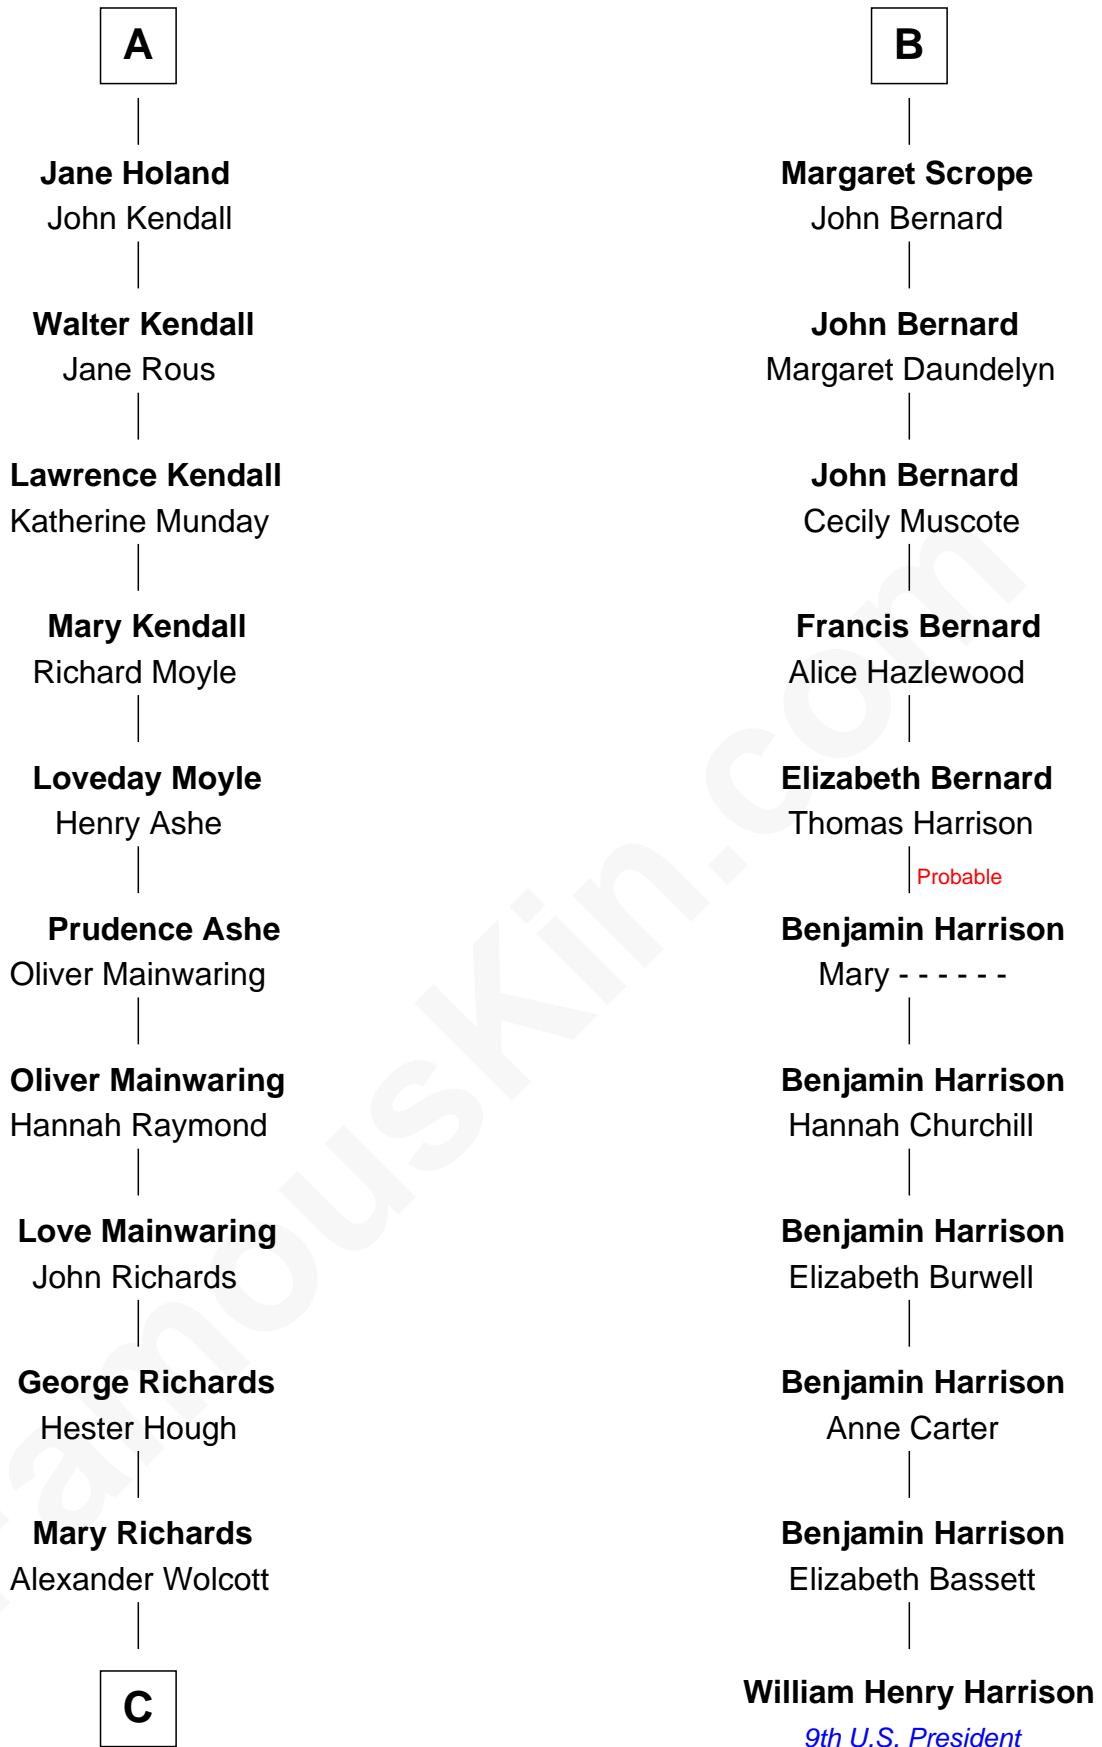 A
Jane Holand
John Kendall
Walter Kendall
Jane Rous
Lawrence Kendall
Katherine Munday
Mary Kendall
Richard Moyle
Loveday Moyle
Henry Ashe
Prudence Ashe
Oliver Mainwaring
Oliver Mainwaring
Hannah Raymond
Love Mainwaring
John Richards
George Richards
Hester Hough
Mary Richards
Alexander Wolcott
C
B
Margaret Scrope
John Bernard
John Bernard
Margaret Daundelyn
John Bernard
Cecily Muscote
Francis Bernard
Alice Hazlewood
Elizabeth Bernard
Thomas Harrison
Probable
Benjamin Harrison
Mary - - - - - -
Benjamin Harrison
Hannah Churchill
Benjamin Harrison
Elizabeth Burwell
Benjamin Harrison
Anne Carter
Benjamin Harrison
Elizabeth Bassett
William Henry Harrison
9th U.S. President
FamousKin.com